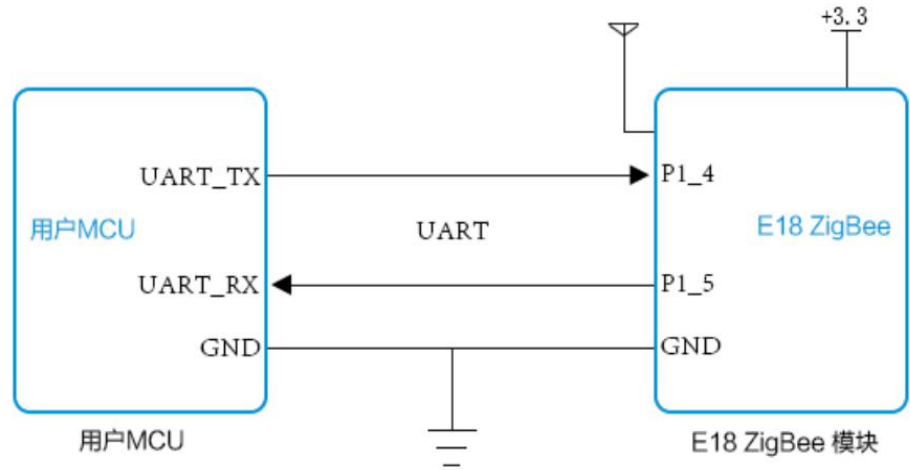 +3.3
UART_TX
P1_4
用户MCU
UART
E18 ZigBee
UART_RX
P1_5
GND
GND
用户MCU
E18 ZigBee 模块